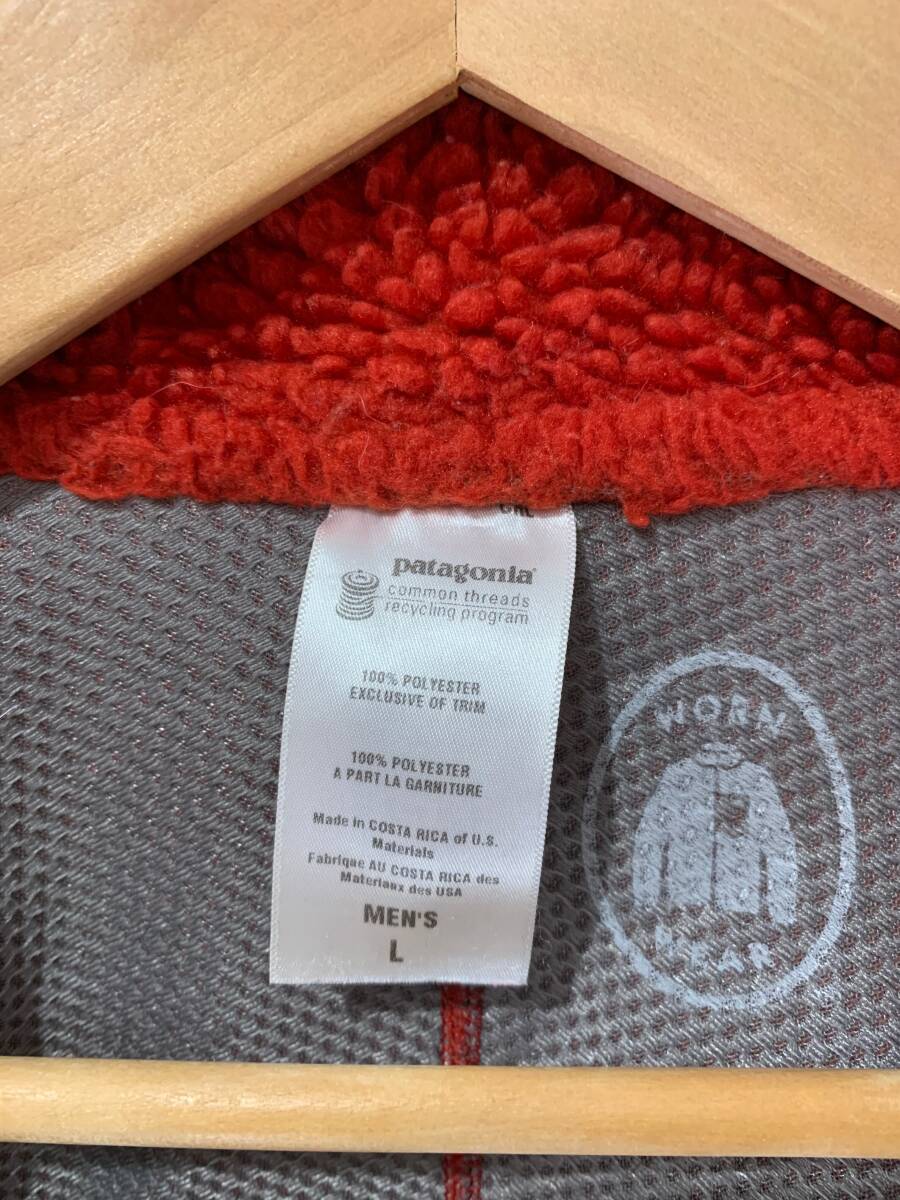 patagonia®
common threads
recycling program
100% POLYESTER
EXCLUSIVE OF TRIM
100% POLYESTER
A PART LA GARNITURE
Made in COSTA RICA of U.S.
Materials
Fabrique AU COSTA RICA des
Materiaux des USA
MEN'S
L
WORN
WEAR